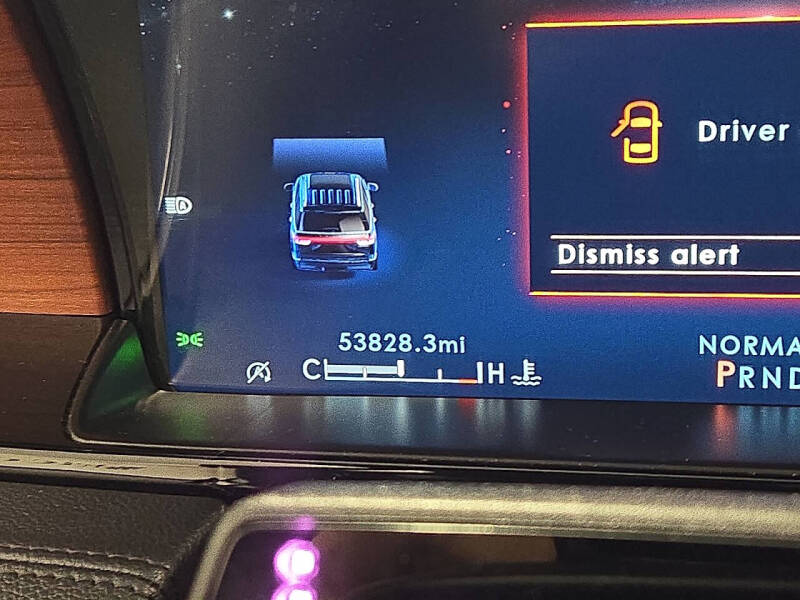 Driver
Dismiss alert
53828.3mi
NORMA
C H
PRND